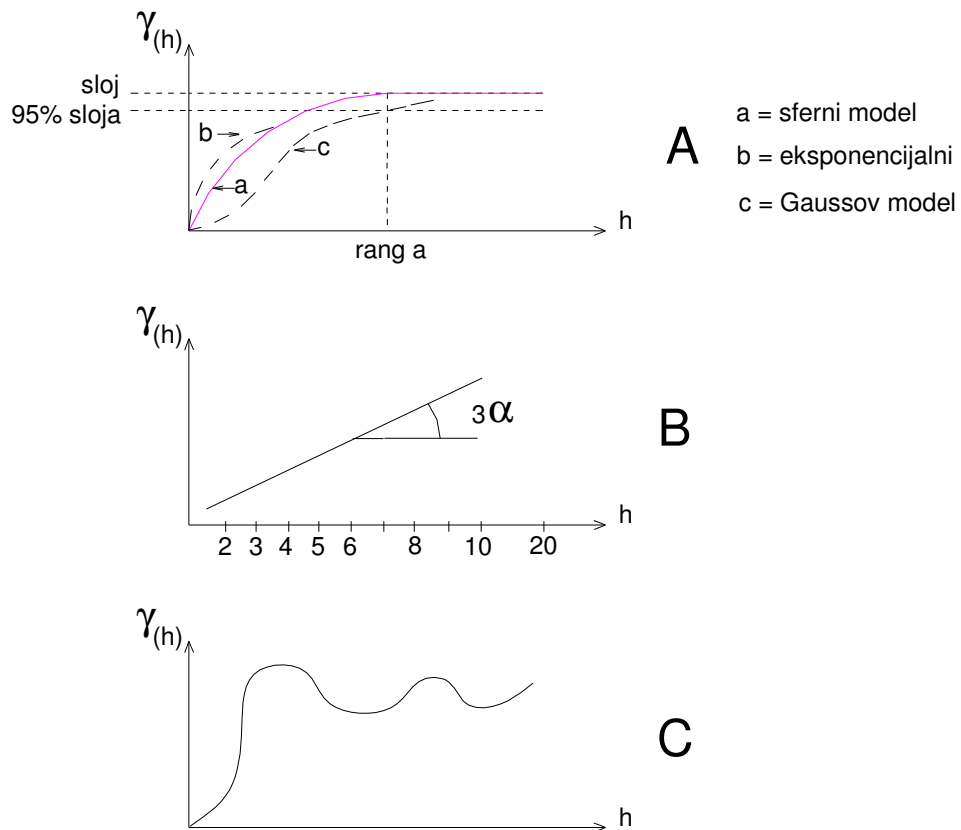 γ(h)
sloj
95% sloja
b
c
a
h
rang a
A
a = sferni model
b = eksponencijalni
c = Gaussov model
γ(h)
3α
B
h
2 3 4 5 6 8 10 20
γ(h)
C
h